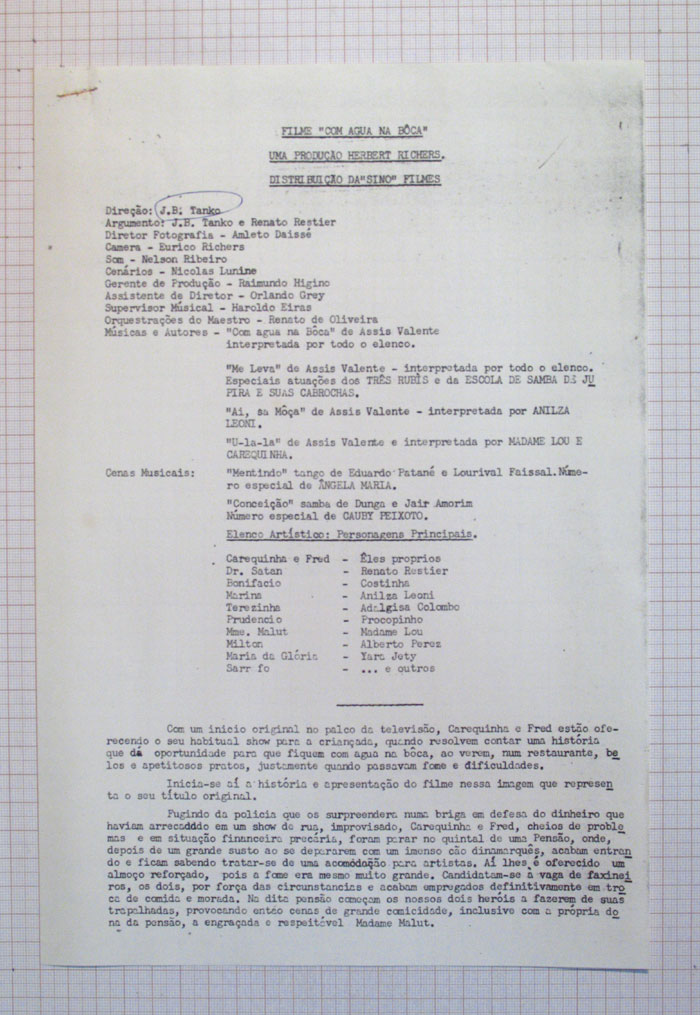 FILME "COM AGUA NA BÔCA"
UMA PRODUÇÃO HERBERT RICHERS.
DISTRIBUIÇÃO DA"SINO" FILMES
Direção: J.B. Tanko
Argumento: J.B. Tanko e Renato Restier
Diretor Fotografia - Amleto Daissé
Camera - Eurico Richers
Som - Nelson Ribeiro
Cenários - Nicolas Lunine
Gerente de Produção - Raimundo Higino
Assistente de Diretor - Orlando Grey
Supervisor Músical - Haroldo Eiras
Orquestrações do Maestro - Renato de Oliveira
Músicas e Autores - "Com agua na Bôca" de Assis Valente
interpretada por todo o elenco.
"Me Leva" de Assis Valente - interpretada por todo o elenco.
Especiais atuações dos TRÊS RUBIS e da ESCOLA DE SAMBA DE JU
PIRA E SUAS CABROCHAS.
"Ai, sa Môça" de Assis Valente - interpretada por ANILZA
LEONI.
"U-la-la" de Assis Valente e interpretada por MADAME LOU E
CAREQUINHA.
Cenas Musicais: "Mentindo" tango de Eduardo Patané e Lourival Faissal.Núme-
ro especial de ÂNGELA MARIA.
"Conceição" samba de Dunga e Jair Amorim
Número especial de CAUBY PEIXOTO.
Elenco Artístico: Personagens Principais.
Carequinha e Fred - Êles proprios
Dr. Satan - Renato Restier
Bonifacio - Costinha
Marina - Anilza Leoni
Terezinha - Adalgisa Colombo
Prudencio - Procopinho
Mme. Malut - Madame Lou
Milton - Alberto Perez
Maria da Glória - Yara Jety
Sarr fo - ... e outros
Com um inicio original no palco da televisão, Carequinha e Fred estão ofe-
recendo o seu habitual show para a criançada, quando resolvem contar uma história
que dá oportunidade para que fiquem com agua na bôca, ao verem, num restaurante, be
los e apetitosos pratos, justamente quando passavam fome e dificuldades.
Inicia-se aí a história e apresentação do filme nessa imagem que represen
ta o seu título original.
Fugindo da policia que os surpreendera numa briga em defesa do dinheiro que
haviam arrecadddo em um show de rua, improvisado, Carequinha e Fred, cheios de proble
mas e em situação financeira precária, foram parar no quintal de uma Pensão, onde,
depois de um grande susto ao se depararem com um imenso cão dinamarquês, acabam entran
do e ficam sabendo tratar-se de uma acomódação para artistas. Aí lhes é oferecido um
almoço reforçado, pois a fome era mesmo muito grande. Candidatam-se à vaga de faxinei
ros, os dois, por força das circunstancias e acabam empregados definitivamente em tro
ca de comida e morada. Na dita pensão começam os nossos dois heróis a fazerem de suas
trapalhadas, provocando então cenas de grande comicidade, inclusive com a própria do
na da pensão, a engraçada e respeitável Madame Malut.